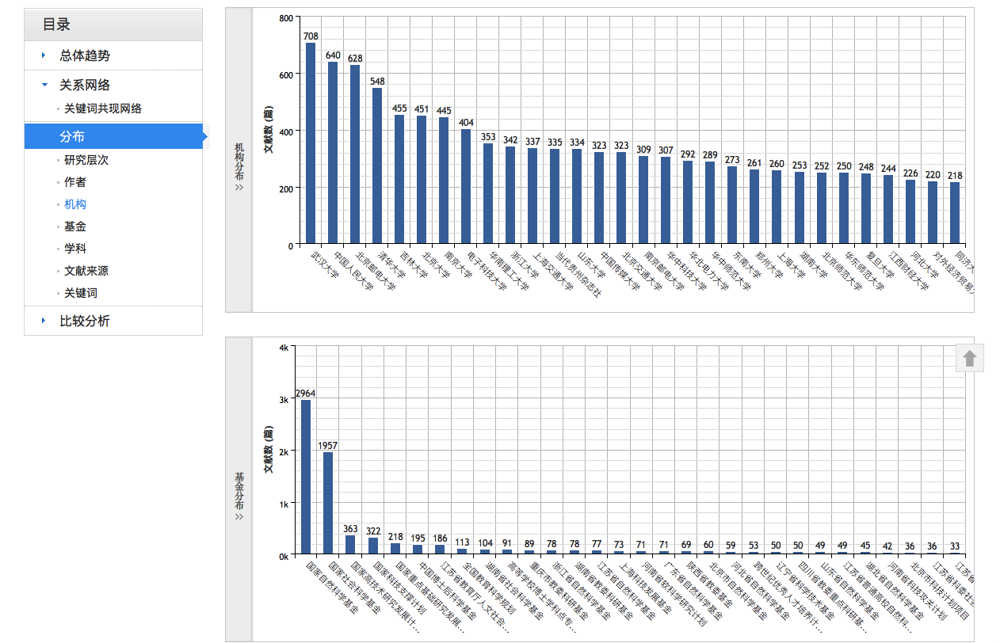 目录
总体趋势
关系网络
关键词共现网络
分布
研究层次
作者
机构
基金
学科
文献来源
关键词
比较分析
机构分布 >>
文献数 (篇)
800
600
400
200
0
708
640
628
548
455
451
445
404
353
342
337
335
334
323
323
309
307
292
289
273
261
260
253
252
250
248
244
226
220
218
武汉大学
中国人民大学
北京邮电大学
清华大学
吉林大学
北京大学
南京大学
电子科技大学
华南理工大学
浙江大学
上海交通大学
当代贵州杂志社
山东大学
中国传媒大学
北京交通大学
南京邮电大学
华中科技大学
华北电力大学
华中师范大学
东南大学
郑州大学
上海大学
湖南大学
北京师范大学
华东师范大学
复旦大学
江西财经大学
河北大学
对外经济贸易
同济大
基金分布 >>
文献数 (篇)
4k
3k
2k
1k
0k
2964
1957
363
322
218
195
186
113
104
91
89
78
78
77
73
71
71
69
60
59
53
50
50
49
49
45
42
36
36
33
国家自然科学基金
国家社会科学基金
国家高技术研究发展计...
国家科技支撑计划
国家重点基础研究发展...
中国博士后科学基金
江苏省教育厅人文社会...
全国教育科学规划
湖南省社会科学基金
高等学校博士学科点专...
重庆市教委科研基金
浙江省自然科学基金
湖南省教委科研基金
江苏省自然科学基金
上海科技发展基金
河南省软科学研究计划
广东省自然科学基金
陕西省教委基金
北京市自然科学基金
河北省自然科学基金
跨世纪优秀人才培养计...
辽宁省科学技术基金
四川省教委重点科研基...
山东省自然科学基金
江苏省普通高校自然科...
湖北省自然科学基金
河南省科技攻关计划
北京市科技计划项目
江苏省科委社会
江苏省